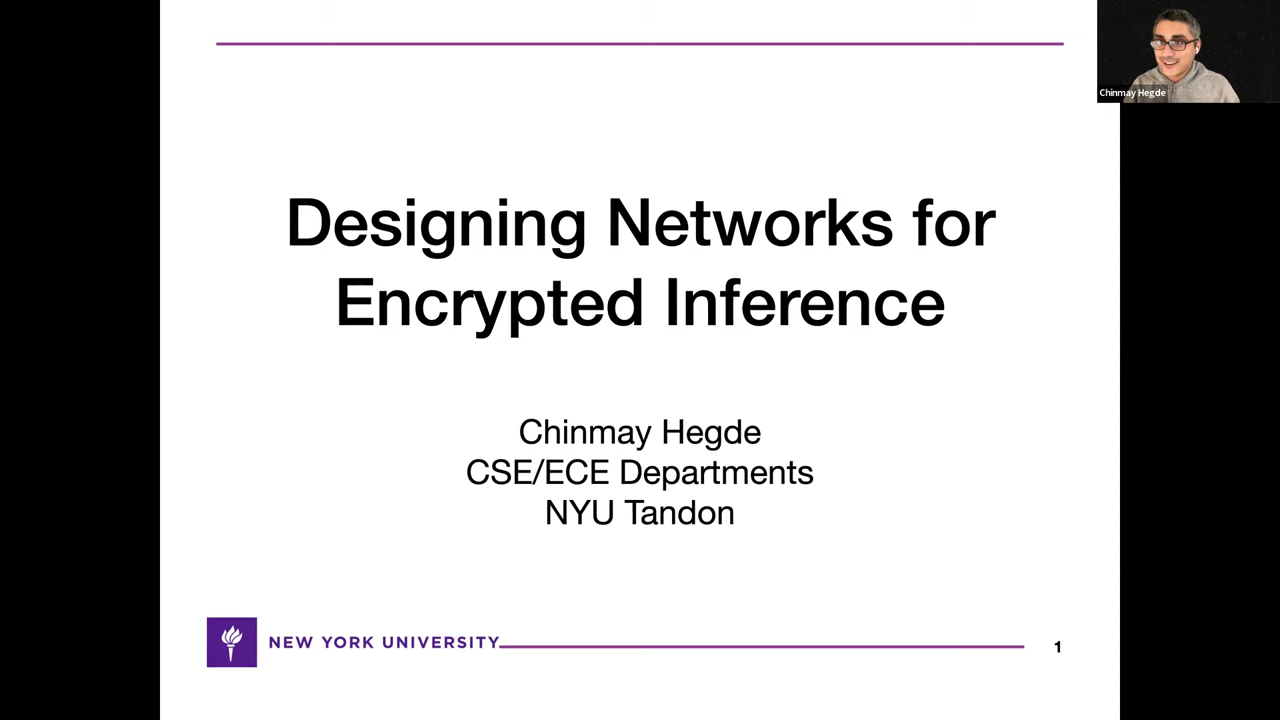 Chinmay Hegde
Designing Networks for
Encrypted Inference
Chinmay Hegde
CSE/ECE Departments
NYU Tandon
NEW YORK UNIVERSITY
1